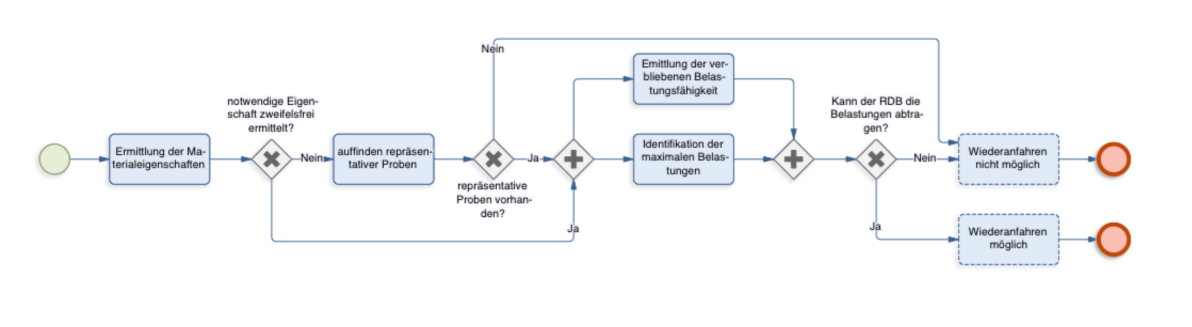 Nein
Emittlung der ver-
bliebenen Belas-
tungsfähigkeit
notwendige Eigen-
schaft zweifelsfrei
ermittelt?
Kann der RDB die
Belastungen abtra-
gen?
Ermittlung der Ma-
terialeigenschaften
Nein
auffinden repräsen-
tativer Proben
Ja
repräsentative
Proben vorhan-
den?
Identifikation der
maximalen Belas-
tungen
Nein
Wiederanfahren
nicht möglich
Ja
Ja
Wiederanfahren
möglich